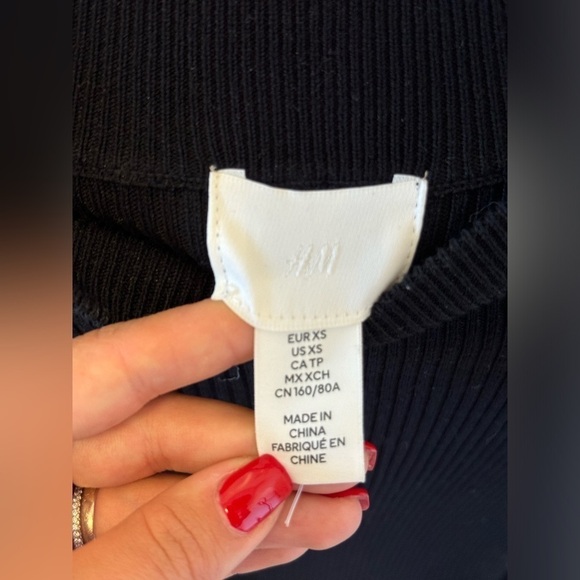 H&M
EUR XS
US XS
CA TP
MX XCH
CN 160/80A
MADE IN
CHINA
FABRIQUÉ EN
CHINE